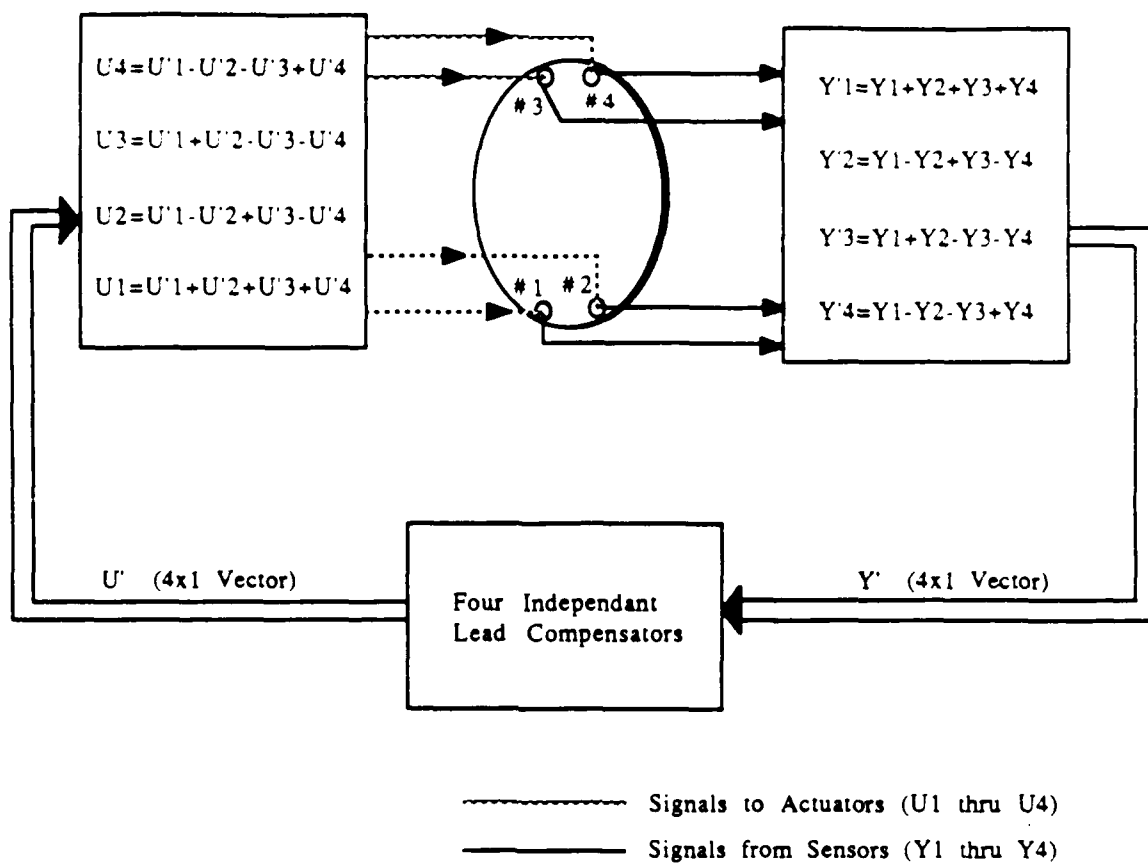 U4=U'1-U'2-U'3+U'4
U3=U'1+U'2-U'3-U'4
U2=U'1-U'2+U'3-U'4
U1=U'1+U'2+U'3+U'4
#3
#4
#1
#2
Y'1=Y1+Y2+Y3+Y4
Y'2=Y1-Y2+Y3-Y4
Y'3=Y1+Y2-Y3-Y4
Y'4=Y1-Y2-Y3+Y4
U' (4x1 Vector)
Y' (4x1 Vector)
Four Independant
Lead Compensators
Signals to Actuators (U1 thru U4)
Signals from Sensors (Y1 thru Y4)